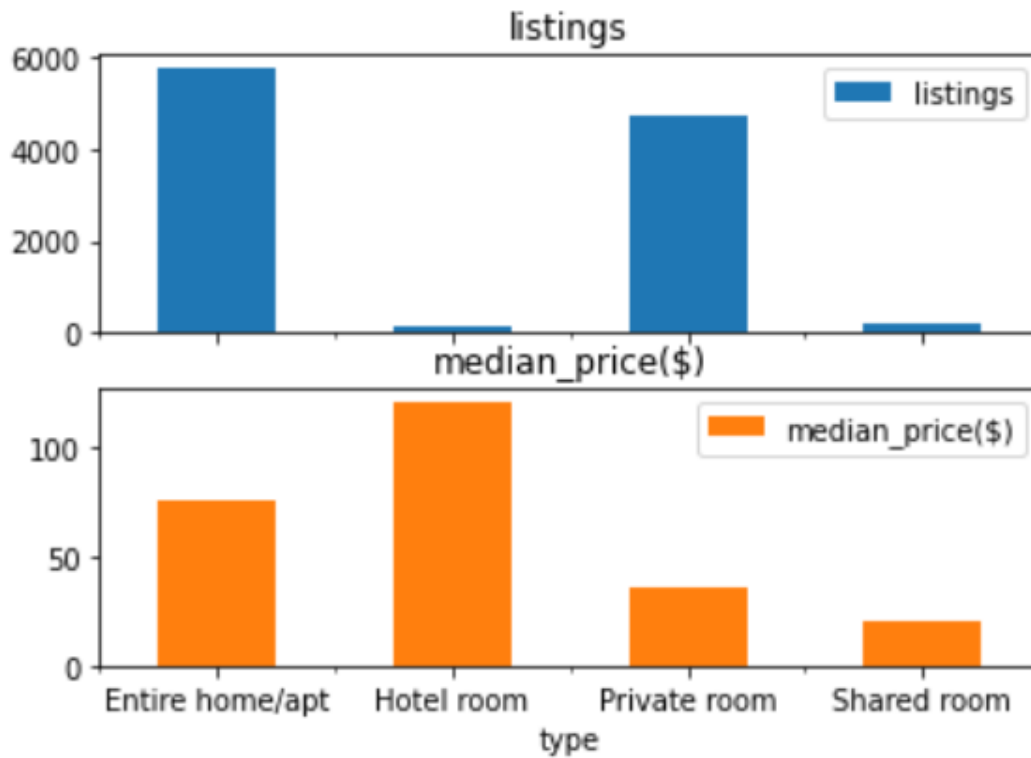 listings
6000
listings
4000
2000
0
median_price($)
median_price($)
100
50
0
Entire home/apt Hotel room Private room Shared room
type